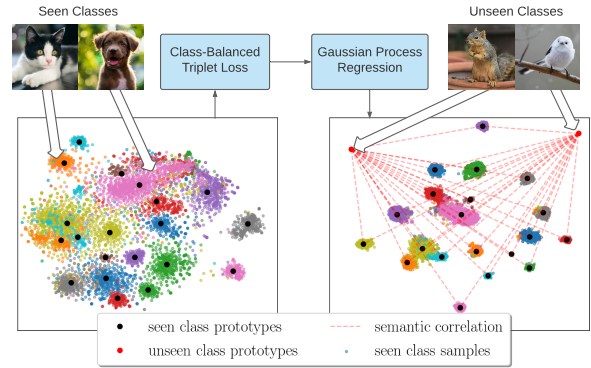 Seen Classes
Unseen Classes
Class-Balanced
Triplet Loss
Gaussian Process
Regression
seen class prototypes
semantic correlation
unseen class prototypes
seen class samples